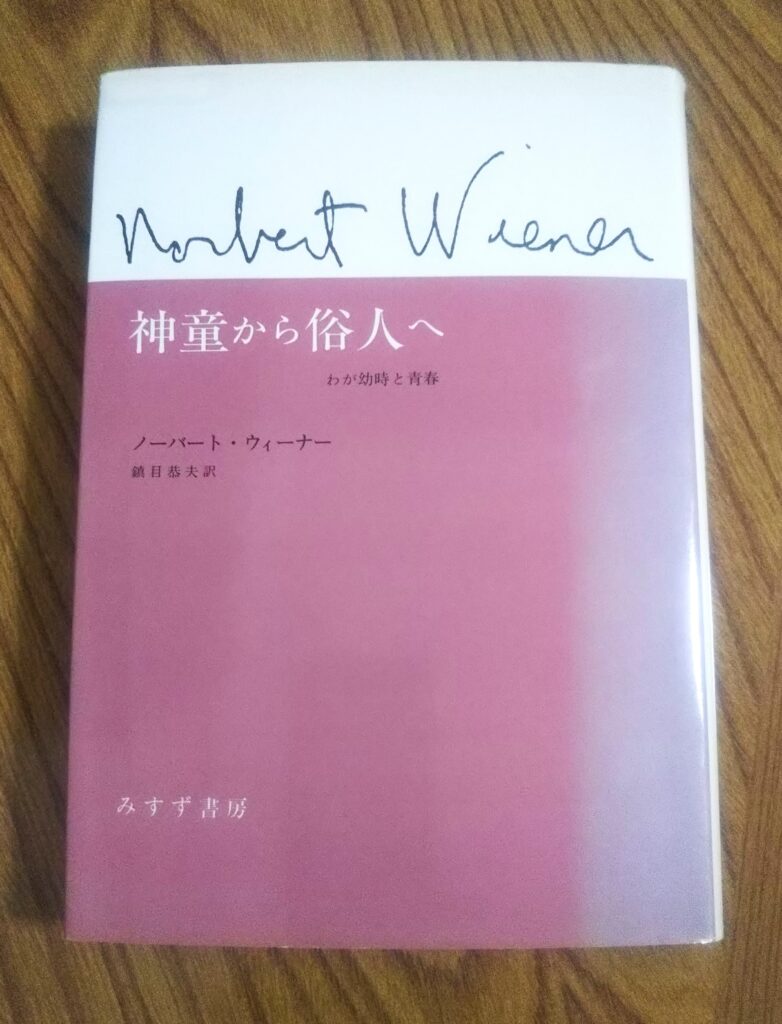 Norbert Wiener
神童から俗人へ
わが幼時と青春
ノーバート・ウィーナー
鎮目恭夫訳
みすず書房